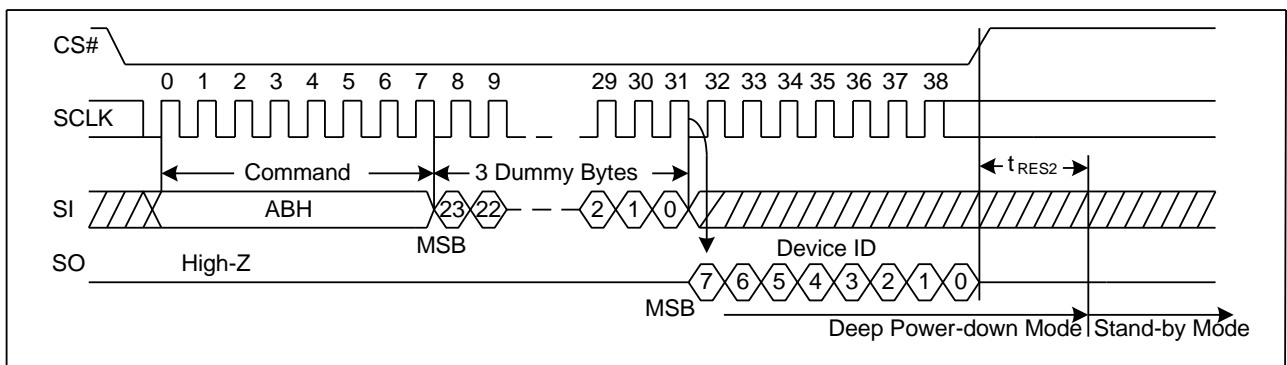 CS#
0 1 2 3 4 5 6 7 8 9 29 30 31 32 33 34 35 36 37 38
SCLK
Command 3 Dummy Bytes tRES2
SI ABH 23 22 2 1 0
MSB Device ID
SO High-Z
7 6 5 4 3 2 1 0
MSB
Deep Power-down Mode Stand-by Mode